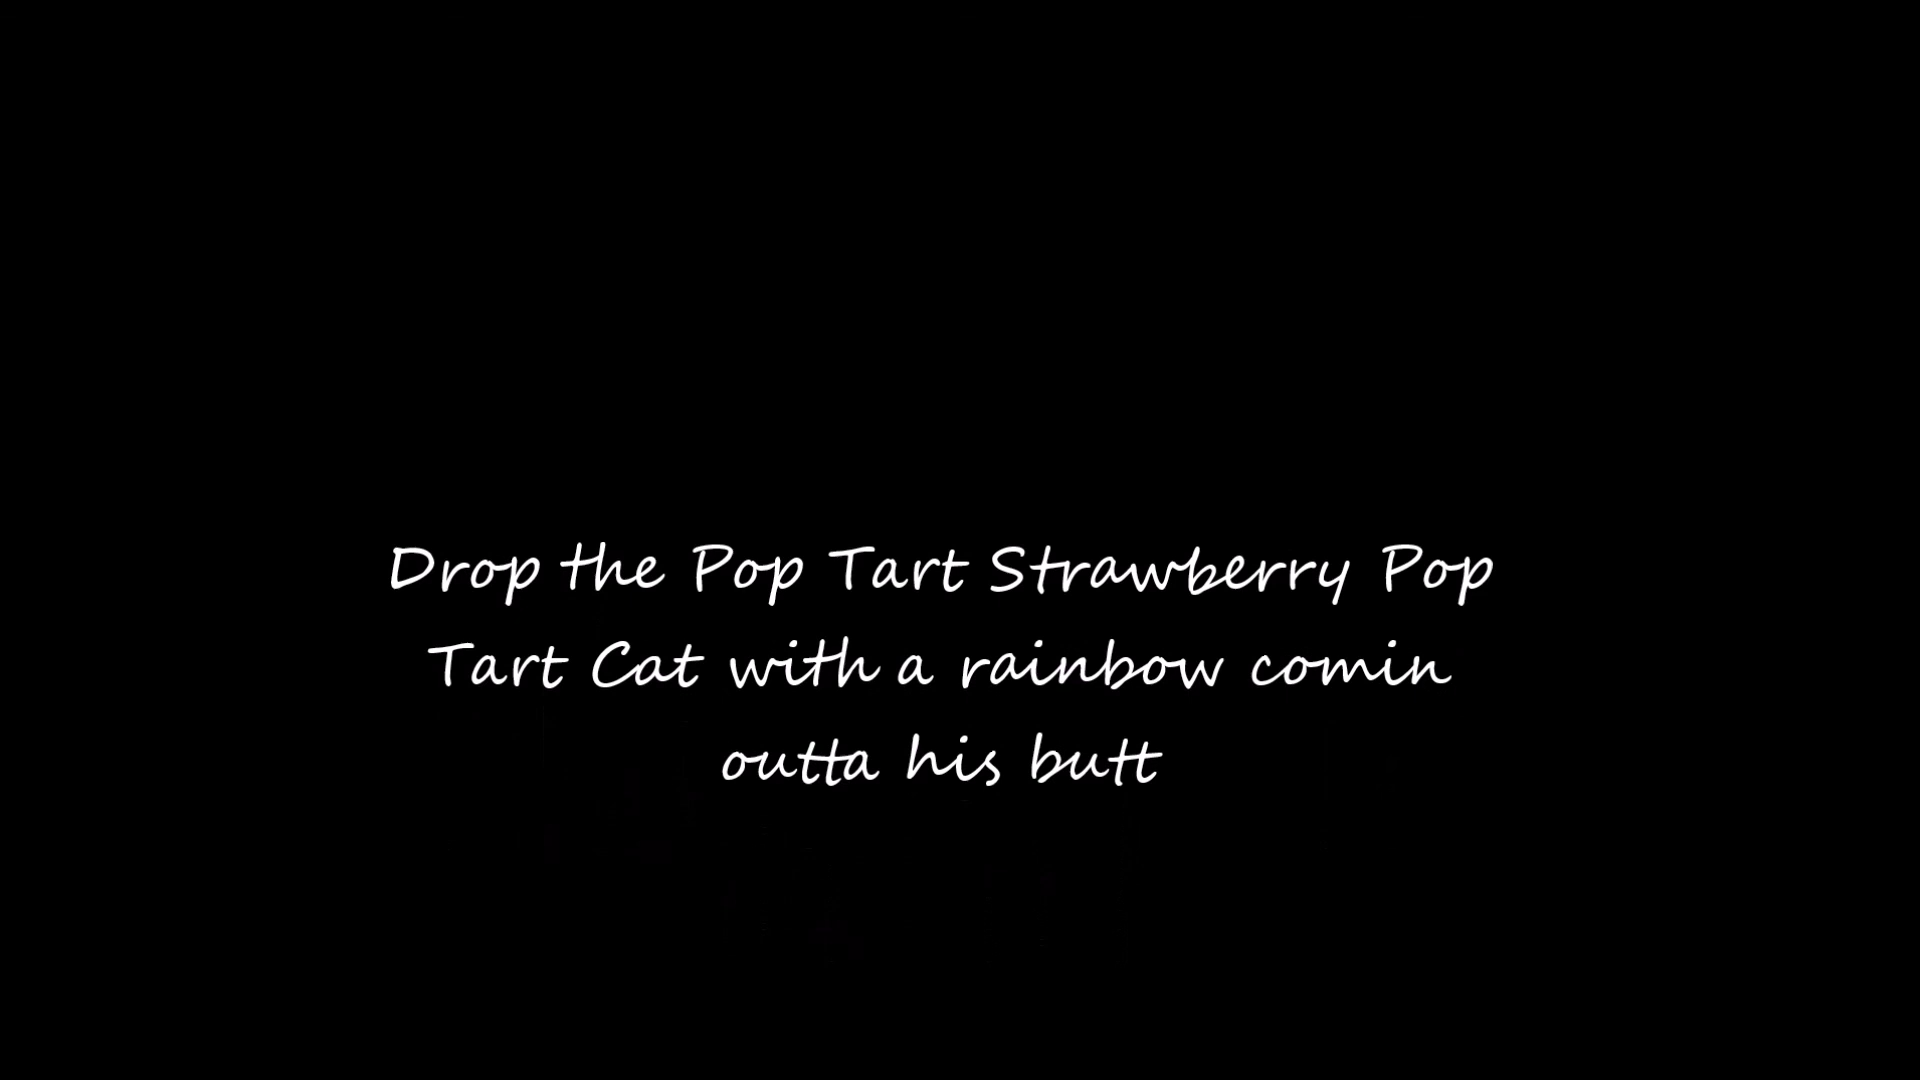 Drop the Pop Tart Strawberry Pop
Tart Cat with a rainbow comin
outta his butt